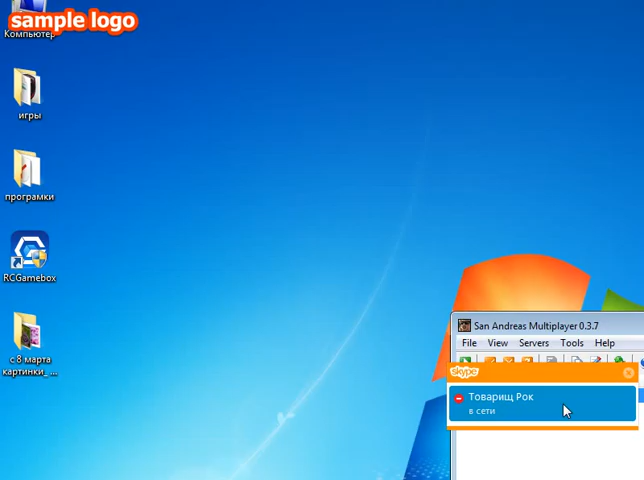 sample logo
Компьютер
игры
програмки
RCGamebox
с 8 марта
картинки_ ...
San Andreas Multiplayer 0.3.7
File View Servers Tools Help
skype
Товарищ Рок
в сети